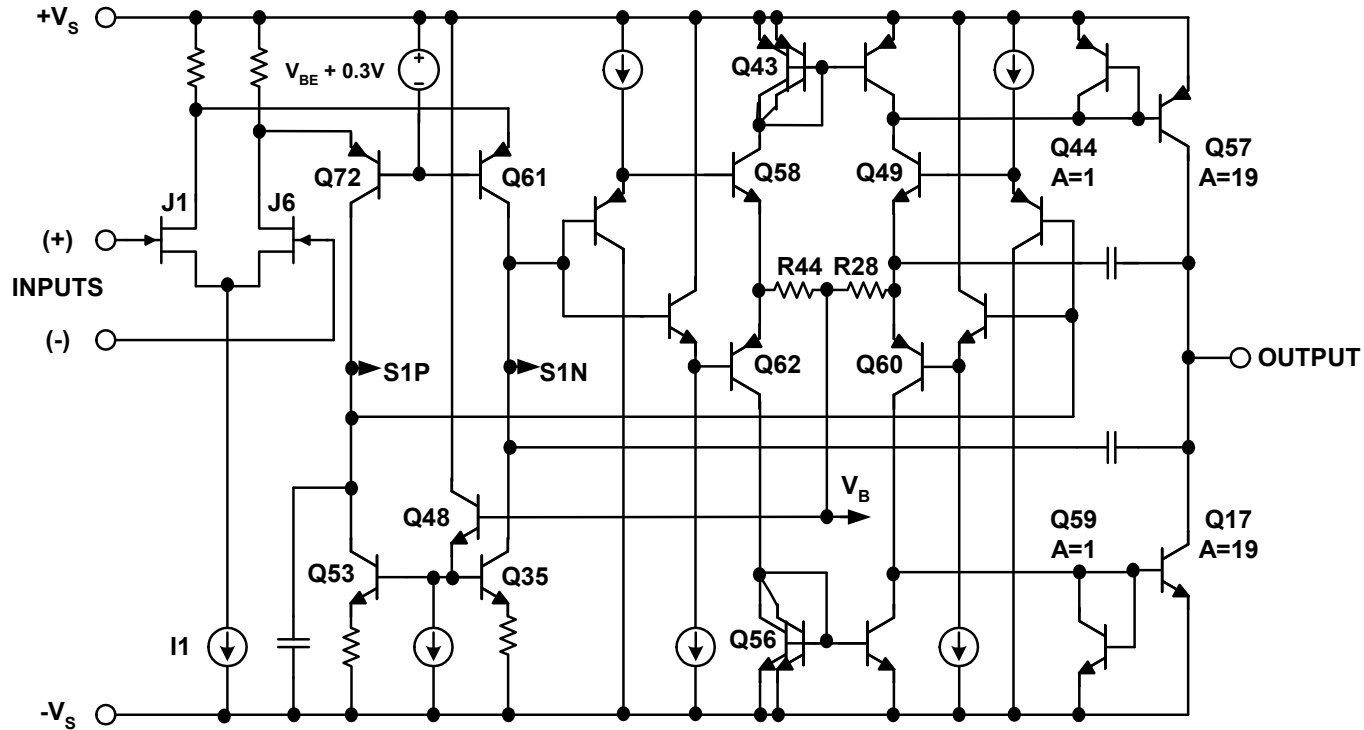 +VS
VBE + 0.3V
Q43
Q44
A=1
Q57
A=19
Q72
Q61
Q58
Q49
J1
J6
(+)
INPUTS
(-)
R44
R28
S1P
S1N
Q62
Q60
OUTPUT
VB
Q48
Q59
A=1
Q17
A=19
Q53
Q35
I1
Q56
-VS